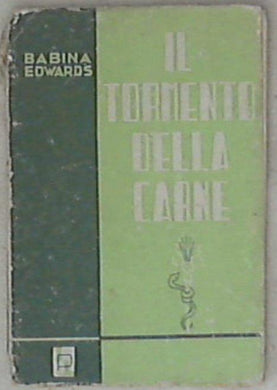 BABINA
EDWARDS
IL
TORMENTO
DELLA
CARNE
P